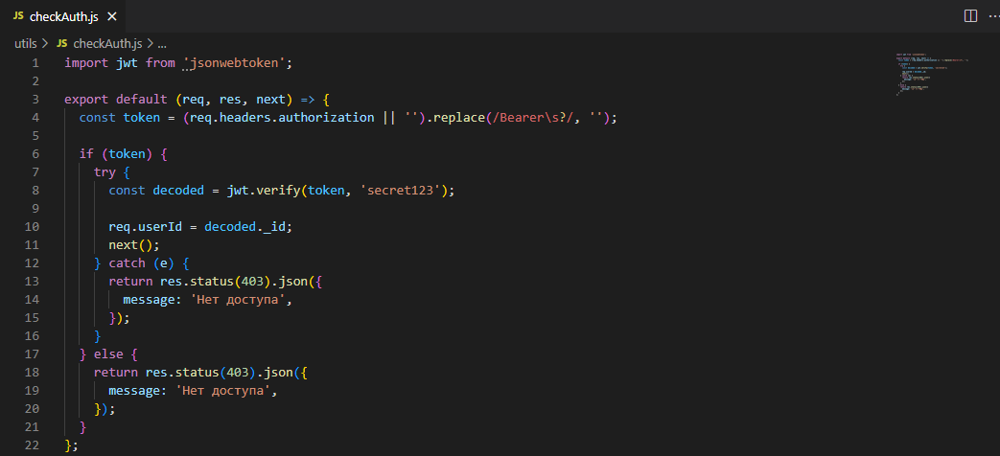 JS checkAuth.js ×
utils > JS checkAuth.js > ...
1 import jwt from 'jsonwebtoken';
2
3 export default (req, res, next) => {
4 const token = (req.headers.authorization || '').replace(/Bearer\s?/, '');
5
6 if (token) {
7 try {
8 const decoded = jwt.verify(token, 'secret123');
9
10 req.userId = decoded._id;
11 next();
12 } catch (e) {
13 return res.status(403).json({
14 message: 'Нет доступа',
15 });
16 }
17 } else {
18 return res.status(403).json({
19 message: 'Нет доступа',
20 });
21 }
22 };